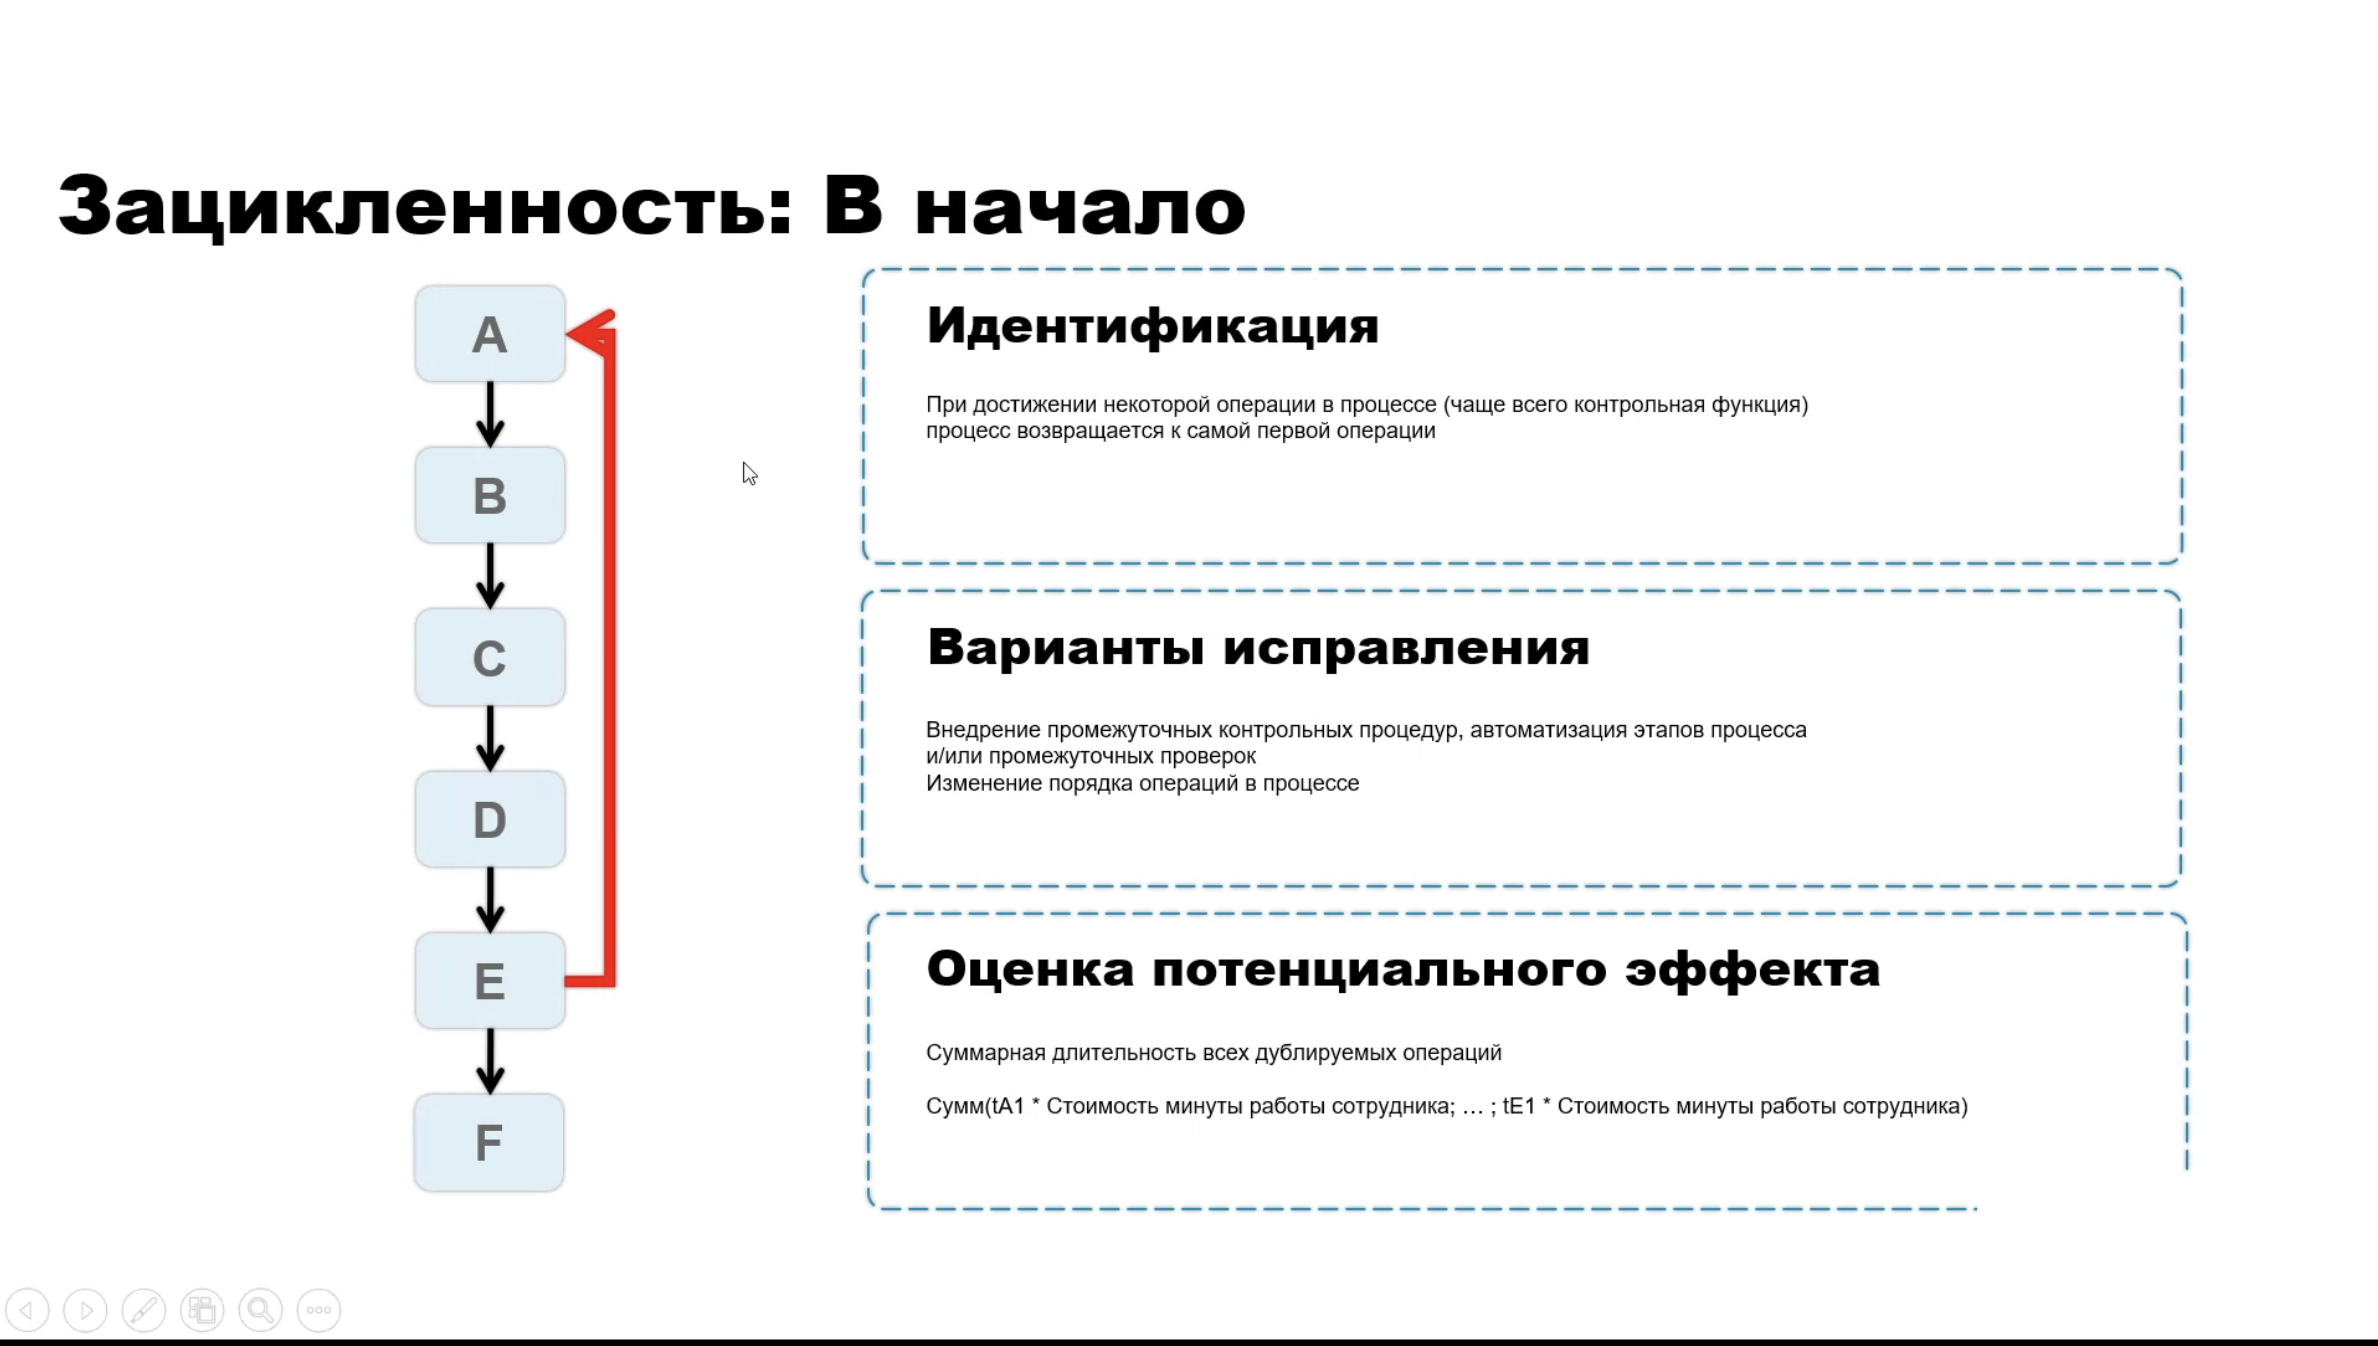 Зацикленность: В начало
A
B
C
D
E
F
Идентификация
При достижении некоторой операции в процессе (чаще всего контрольная функция)
процесс возвращается к самой первой операции
Варианты исправления
Внедрение промежуточных контрольных процедур, автоматизация этапов процесса
и/или промежуточных проверок
Изменение порядка операций в процессе
Оценка потенциального эффекта
Суммарная длительность всех дублируемых операций
Сумм(tA1 * Стоимость минуты работы сотрудника; … ; tE1 * Стоимость минуты работы сотрудника)